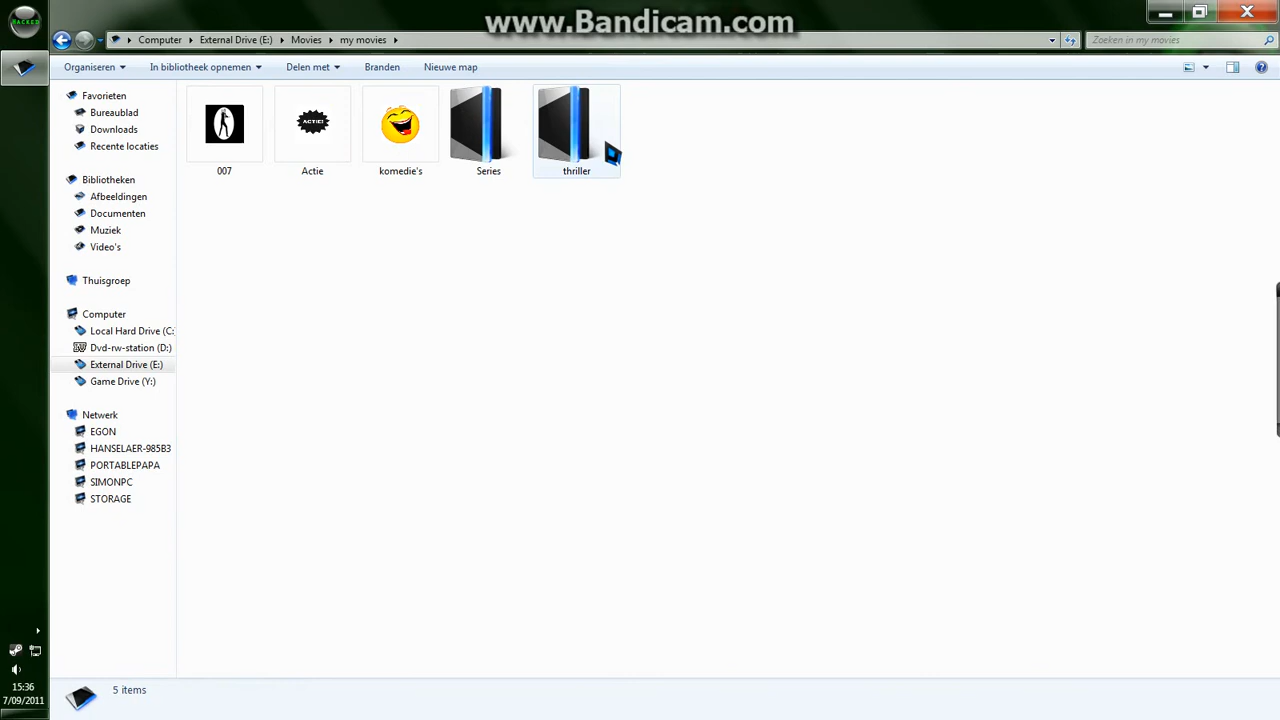 www.Bandicam.com
HACKED
Computer External Drive (E:) Movies my movies
Zoeken in my movies
Organiseren In bibliotheek opnemen Delen met Branden Nieuwe map
Favorieten
Bureaublad
Downloads
Recente locaties
Bibliotheken
Afbeeldingen
Documenten
Muziek
Video's
Thuisgroep
Computer
Local Hard Drive (C:
Dvd-rw-station (D:)
External Drive (E:)
Game Drive (Y:)
Netwerk
EGON
HANSELAER-985B3
PORTABLEPAPA
SIMONPC
STORAGE
ACTIE!
007
Actie
komedie's
Series
thriller
15:36
7/09/2011
5 items